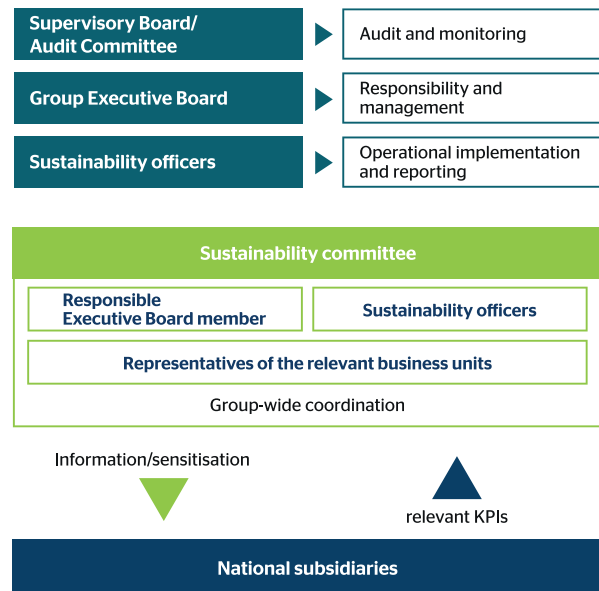 Supervisory Board/
Audit Committee
Audit and monitoring
Group Executive Board
Responsibility and
management
Sustainability officers
Operational implementation
and reporting
Sustainability committee
Responsible
Executive Board member
Sustainability officers
Representatives of the relevant business units
Group-wide coordination
Information/sensitisation
relevant KPIs
National subsidiaries